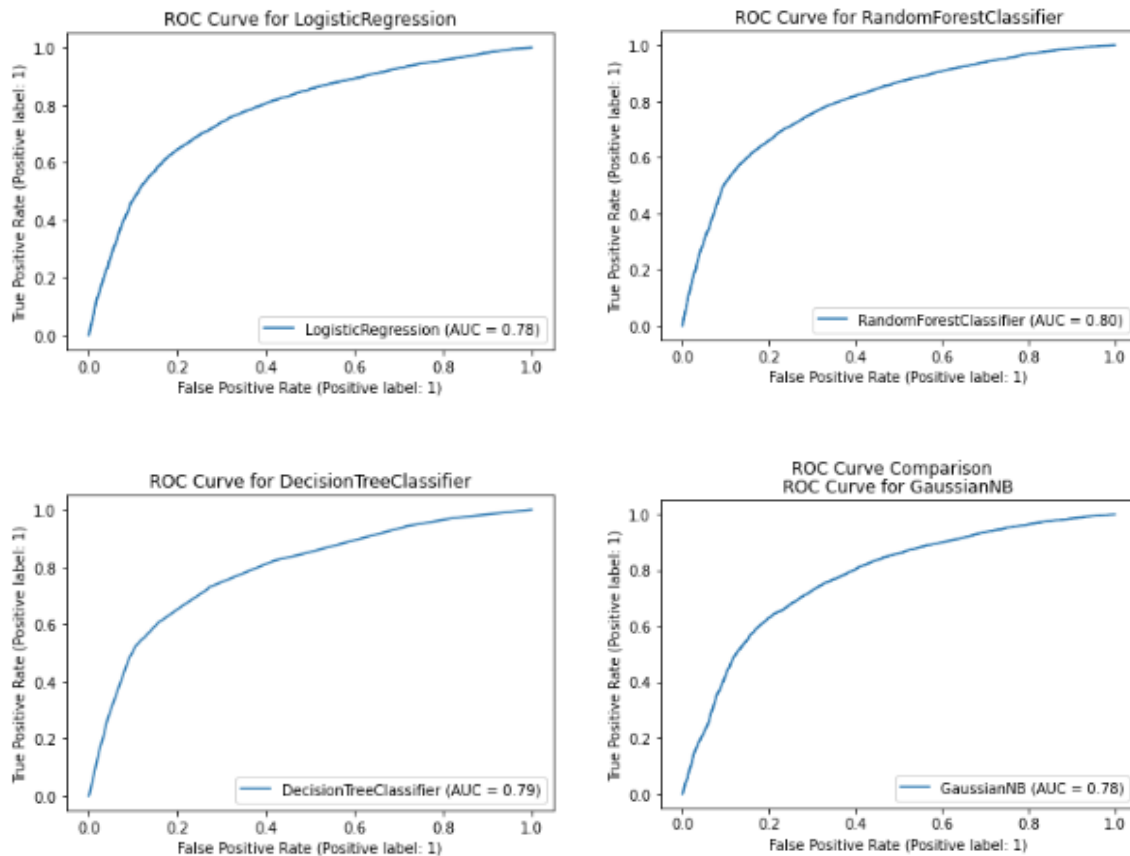 ROC Curve for LogisticRegression
True Positive Rate (Positive label: 1)
1.0
0.8
0.6
0.4
0.2
0.0
LogisticRegression (AUC = 0.78)
0.0 0.2 0.4 0.6 0.8 1.0
False Positive Rate (Positive label: 1)
ROC Curve for RandomForestClassifier
True Positive Rate (Positive label: 1)
1.0
0.8
0.6
0.4
0.2
0.0
RandomForestClassifier (AUC = 0.80)
0.0 0.2 0.4 0.6 0.8 1.0
False Positive Rate (Positive label: 1)
ROC Curve for DecisionTreeClassifier
True Positive Rate (Positive label: 1)
1.0
0.8
0.6
0.4
0.2
0.0
DecisionTreeClassifier (AUC = 0.79)
0.0 0.2 0.4 0.6 0.8 1.0
False Positive Rate (Positive label: 1)
ROC Curve Comparison
ROC Curve for GaussianNB
True Positive Rate (Positive label: 1)
1.0
0.8
0.6
0.4
0.2
0.0
GaussianNB (AUC = 0.78)
0.0 0.2 0.4 0.6 0.8 1.0
False Positive Rate (Positive label: 1)